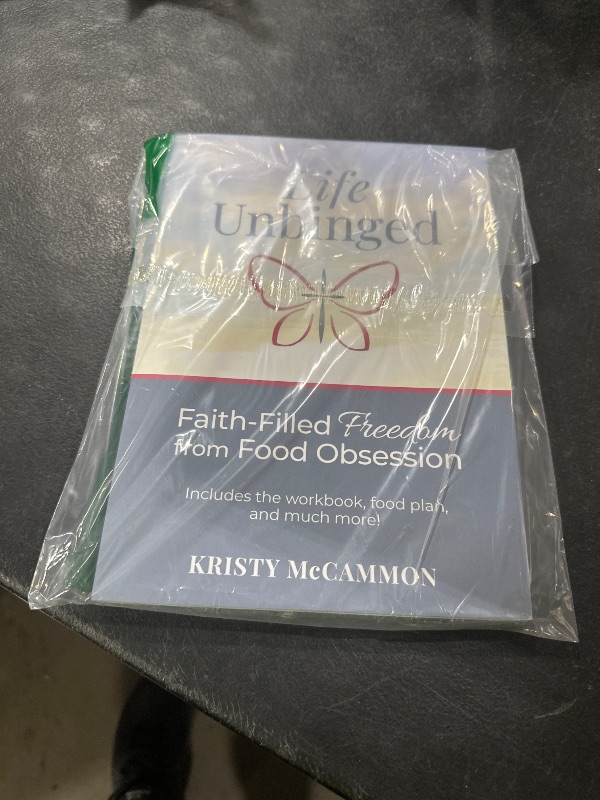 Life
Unbinged
Faith-Filled Freedom
from Food Obsession
Includes the workbook, food plan,
and much more!
KRISTY McCAMMON